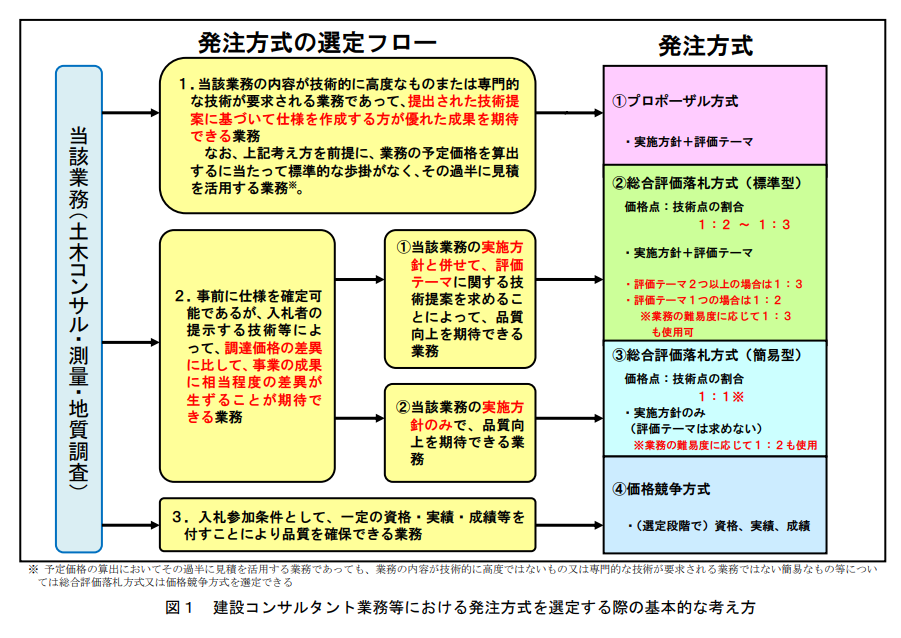 発注方式の選定フロー
発注方式
当該業務(土木コンサル・測量・地質調査)
１．当該業務の内容が技術的に高度なものまたは専門的
な技術が要求される業務であって、提出された技術提
案に基づいて仕様を作成する方が優れた成果を期待
できる業務
なお、上記考え方を前提に、業務の予定価格を算出
するに当たって標準的な歩掛がなく、その過半に見積
を活用する業務※。
２．事前に仕様を確定可
能であるが、入札者の
提示する技術等によ
って、調達価格の差異
に比して、事業の成果
に相当程度の差異が
生ずることが期待で
きる業務
①当該業務の実施方
針と併せて、評価
テーマに関する技
術提案を求めるこ
とによって、品質
向上を期待できる
業務
②当該業務の実施方
針のみで、品質向
上を期待できる業
務
３．入札参加条件として、一定の資格・実績・成績等を
付すことにより品質を確保できる業務
①プロポーザル方式
・実施方針＋評価テーマ
②総合評価落札方式（標準型）
価格点：技術点の割合
１：２ ～ １：３
・実施方針＋評価テーマ
・評価テーマ２つ以上の場合は１：３
・評価テーマ１つの場合は１：２
※業務の難易度に応じて１：３
も使用可
③総合評価落札方式（簡易型）
価格点：技術点の割合
１：１※
・実施方針のみ
（評価テーマは求めない）
※業務の難易度に応じて１：２も使用
④価格競争方式
・（選定段階で）資格、実績、成績
※ 予定価格の算出においてその過半に見積を活用する業務であっても、業務の内容が技術的に高度ではないもの又は専門的な技術が要求される業務ではない簡易なもの等につい
ては総合評価落札方式又は価格競争方式を選定できる
図１ 建設コンサルタント業務等における発注方式を選定する際の基本的な考え方